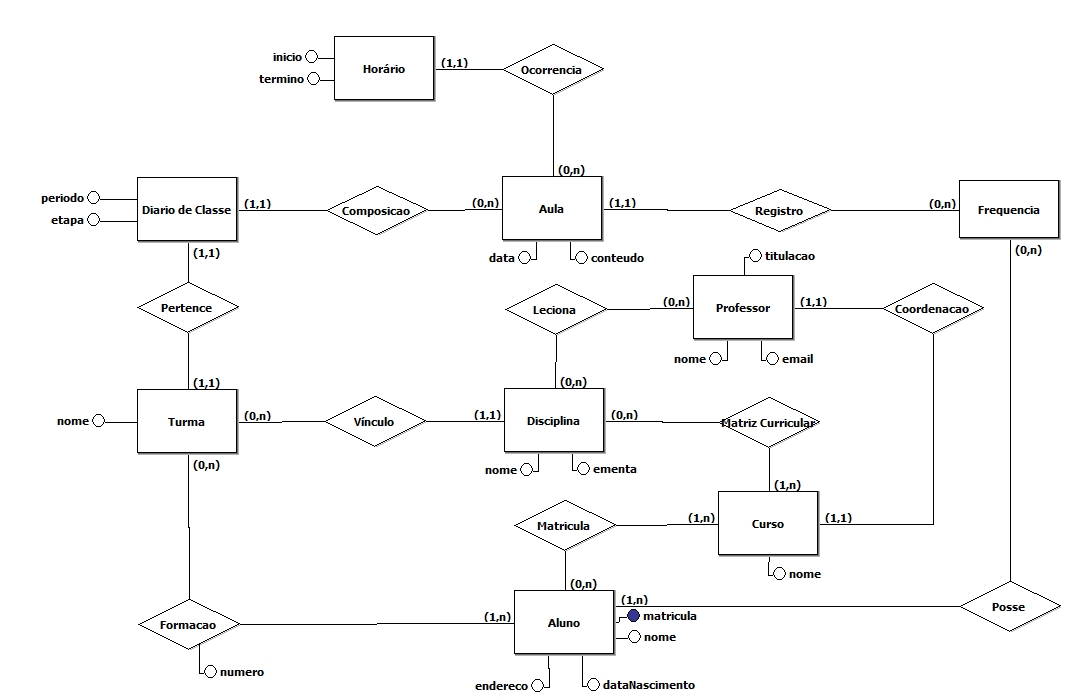 inicio
termino
Horário
(1,1)
Ocorrencia
(0,n)
periodo
etapa
Diario de Classe
(1,1)
Composicao
(0,n)
Aula
(1,1)
Registro
(0,n)
Frequencia
(1,1)
data
conteudo
titulacao
(0,n)
Pertence
Leciona
(0,n)
Professor
(1,1)
Coordenacao
nome
email
(1,1)
(0,n)
nome
Turma
(0,n)
Vínculo
(1,1)
Disciplina
(0,n)
Matriz Curricular
(0,n)
nome
ementa
(1,n)
Matricula
(1,n)
Curso
(1,1)
nome
(0,n)
(1,n)
Formacao
(1,n)
Aluno
matricula
nome
Posse
numero
endereco
dataNascimento